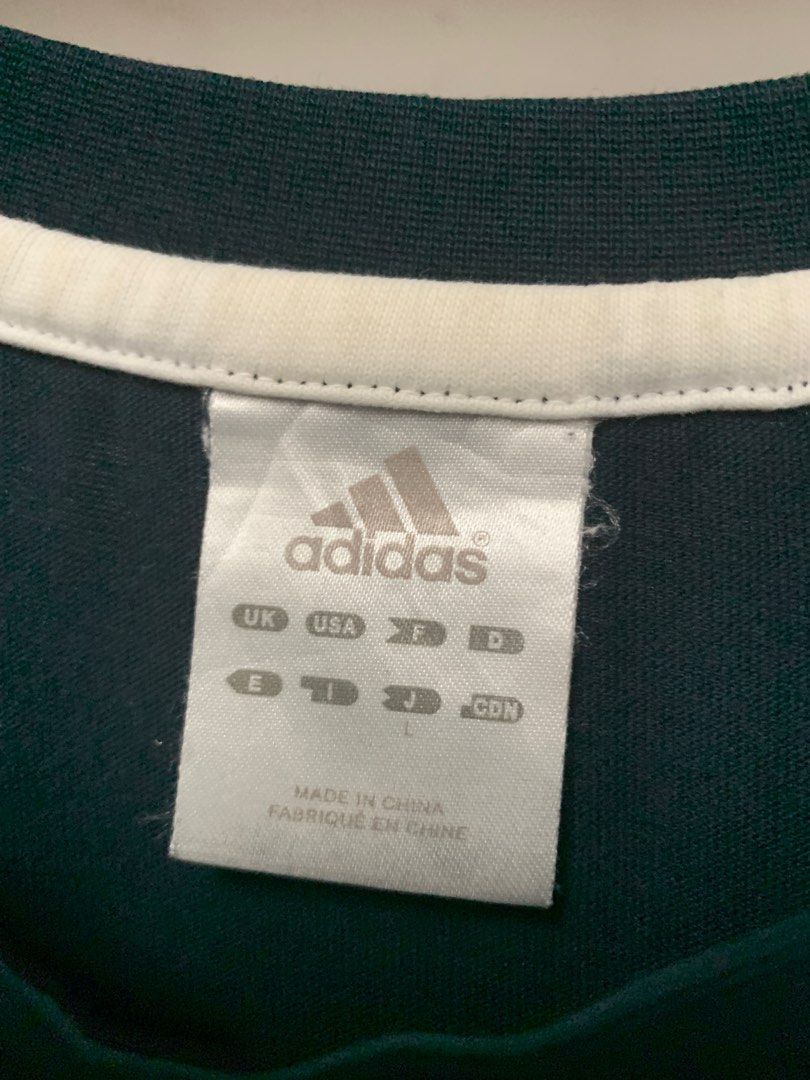 adidas®
UK USA F D
E I J CDN
L
MADE IN CHINA
FABRIQUÉ EN CHINE